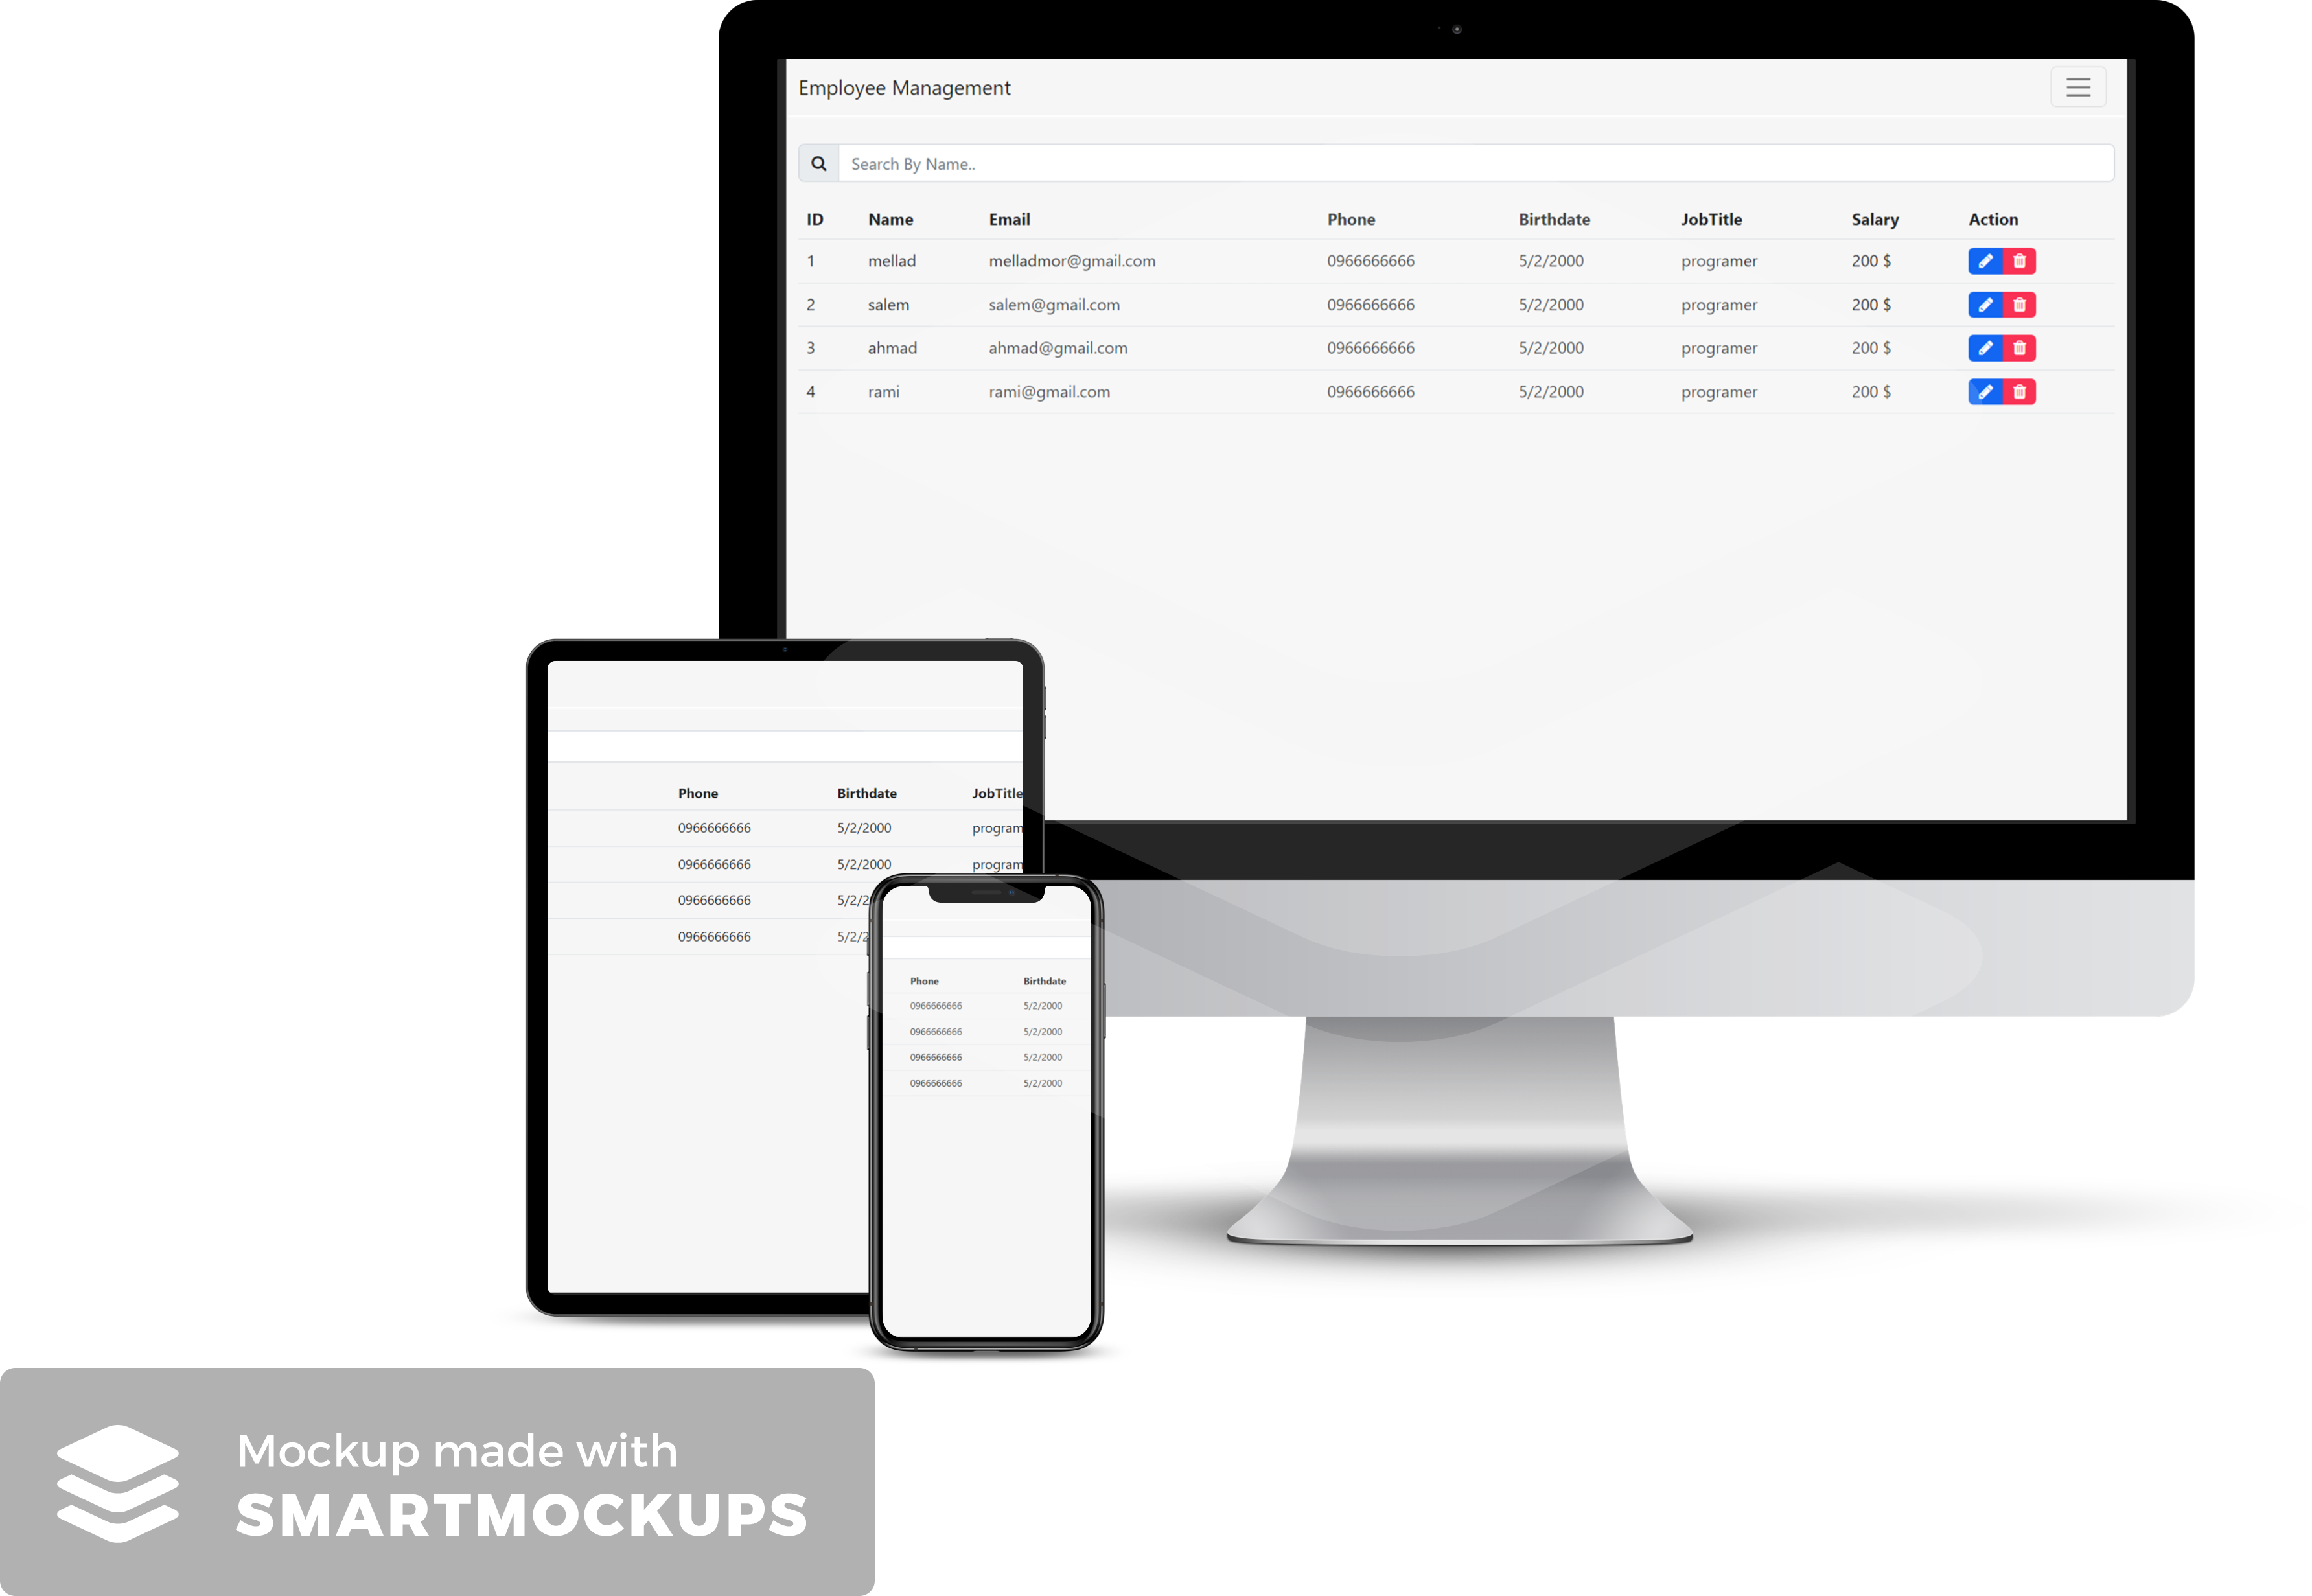 Employee Management
Search By Name..
ID Name Email Phone Birthdate JobTitle Salary Action
1 mellad melladmor@gmail.com 0966666666 5/2/2000 programer 200 $
2 salem salem@gmail.com 0966666666 5/2/2000 programer 200 $
3 ahmad ahmad@gmail.com 0966666666 5/2/2000 programer 200 $
4 rami rami@gmail.com 0966666666 5/2/2000 programer 200 $
Phone Birthdate JobTitle
0966666666 5/2/2000 program
0966666666 5/2/2000 program
0966666666 5/2/2
0966666666 5/2/2
Phone Birthdate
0966666666 5/2/2000
0966666666 5/2/2000
0966666666 5/2/2000
0966666666 5/2/2000
Mockup made with
SMARTMOCKUPS